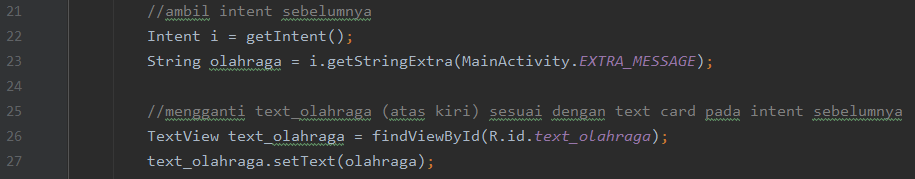 21 //ambil intent sebelumnya
22 Intent i = getIntent();
23 String olahraga = i.getStringExtra(MainActivity.EXTRA_MESSAGE);
24
25 //mengganti text_olahraga (atas kiri) sesuai dengan text card pada intent sebelumnya
26 TextView text_olahraga = findViewById(R.id.text_olahraga);
27 text_olahraga.setText(olahraga);